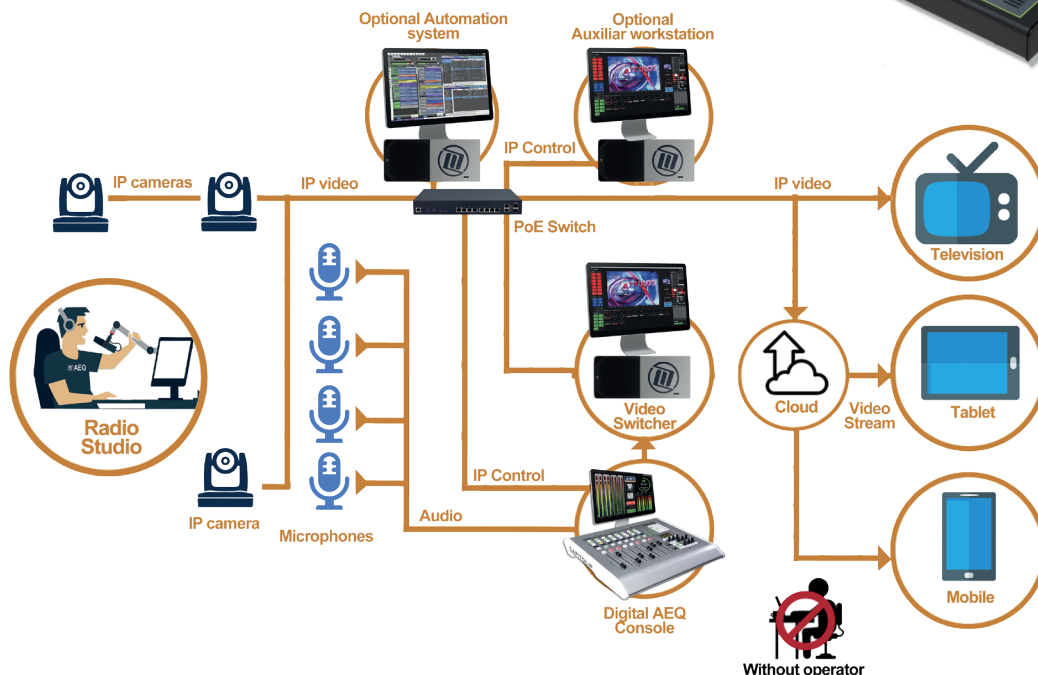 Optional Automation
system
Optional
Auxiliar workstation
IP Control
IP cameras
IP video
IP video
PoE Switch
Television
AEQ
Radio
Studio
Video
Switcher
Cloud
Video
Stream
Tablet
IP camera
Microphones
IP Control
Audio
Digital AEQ
Console
Mobile
Without operator